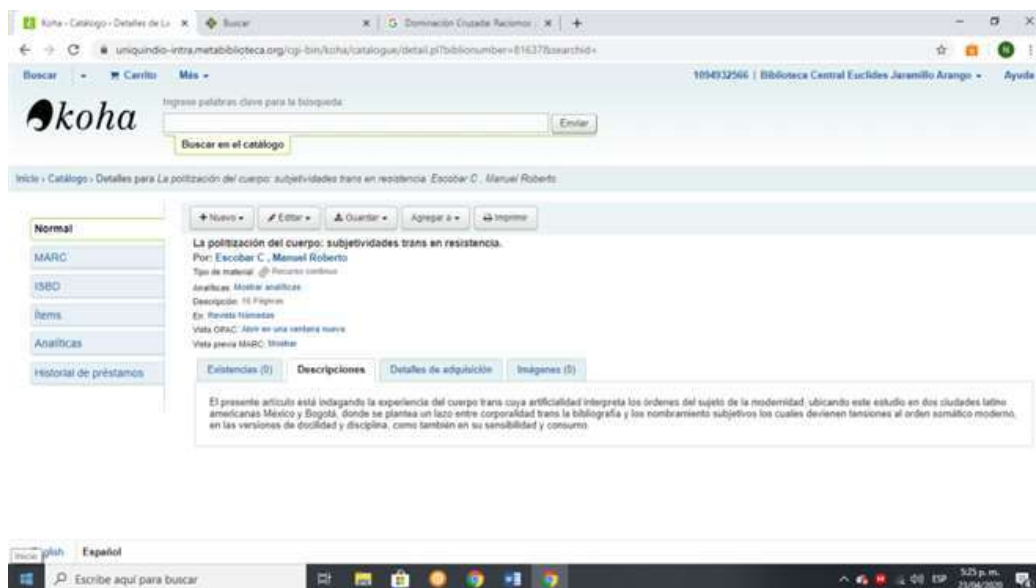 Koha › Catálogo › Detalles de La
Buscar
Dominación Cruzada Racismo
uniquindio-intra.metabiblioteca.org/cgi-bin/koha/catalogue/detail.pl?biblionumber=81637&searchid=
Buscar Carrito Más 1094932566 | Biblioteca Central Euclides Jaramillo Arango Ayuda
koha
Ingrese palabras clave para la búsqueda:
Enviar
Buscar en el catálogo
Inicio › Catálogo › Detalles para La politización del cuerpo: subjetividades trans en resistencia. Escobar C , Manuel Roberto
Normal
MARC
ISBD
Ítems
Analíticas
Historial de préstamos
+ Nuevo Editar Guardar Agregar a Imprimir
La politización del cuerpo: subjetividades trans en resistencia.
Por: Escobar C , Manuel Roberto
Tipo de material: Recurso continuo
Analíticas: Mostrar analíticas
Descripción: 16 Páginas
En: Revista Nómadas
Vista OPAC: Abrir en una ventana nueva
Vista previa MARC: Mostrar
Existencias (0) Descripciones Detalles de adquisición Imágenes (0)
El presente artículo está indagando la experiencia del cuerpo trans cuya artificialidad interpreta los órdenes del sujeto de la modernidad, ubicando este estudio en dos ciudades latino
americanas México y Bogotá, donde se plantea un lazo entre corporalidad trans la bibliografía y los nombramiento subjetivos los cuales devienen tensiones al orden somático moderno,
en las versiones de docilidad y disciplina, como también en su sensibilidad y consumo.
English Español
Inicio
Escribe aquí para buscar
ESP
5:25 p. m.
23/04/2020